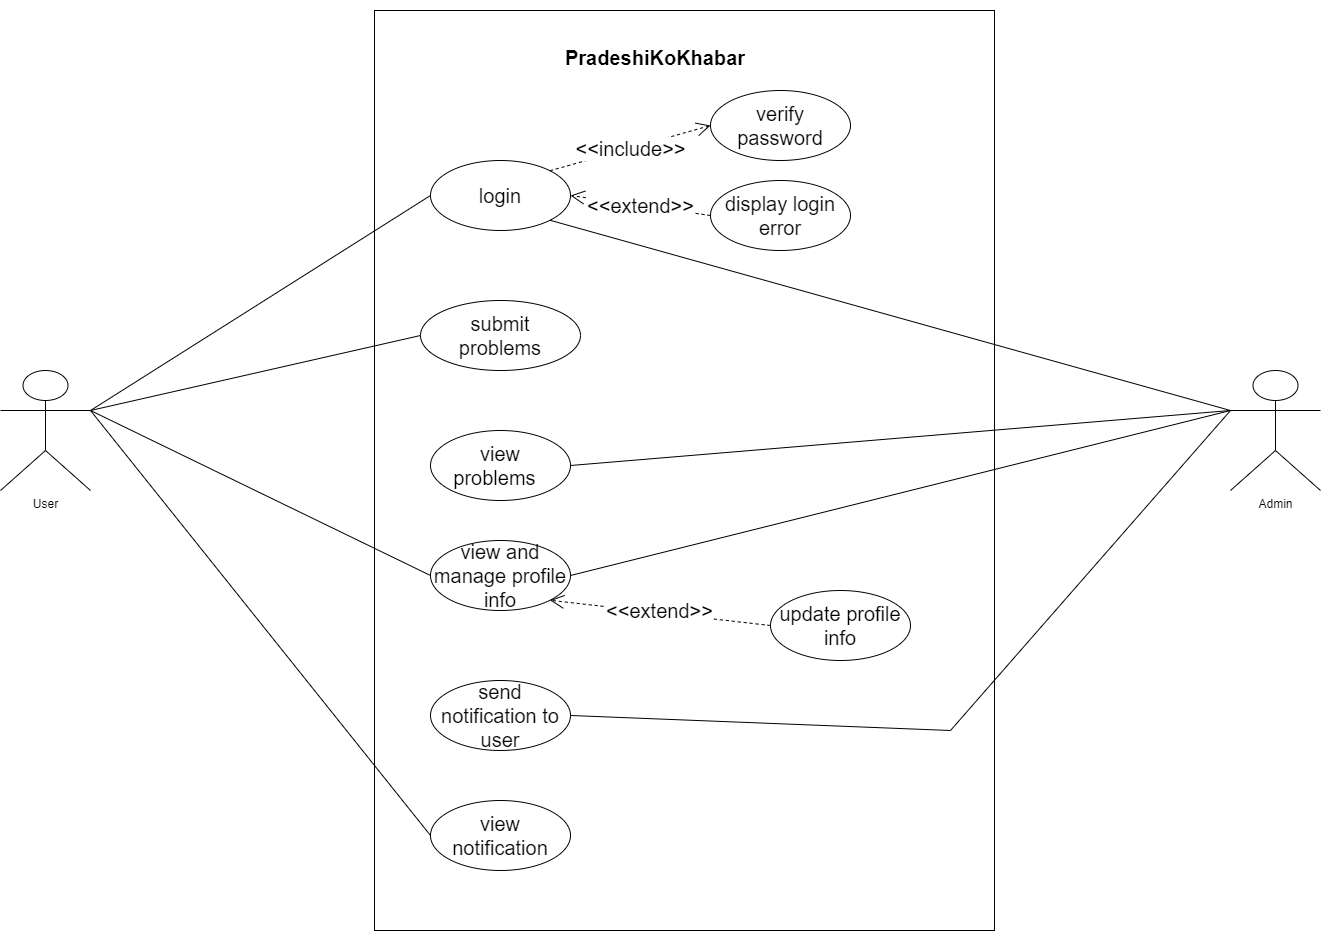 PradeshiKoKhabar
verify
password
<<include>>
login
<<extend>>
display login
error
submit
problems
view
problems
User
Admin
view and
manage profile
info
<<extend>>
update profile
info
send
notification to
user
view
notification